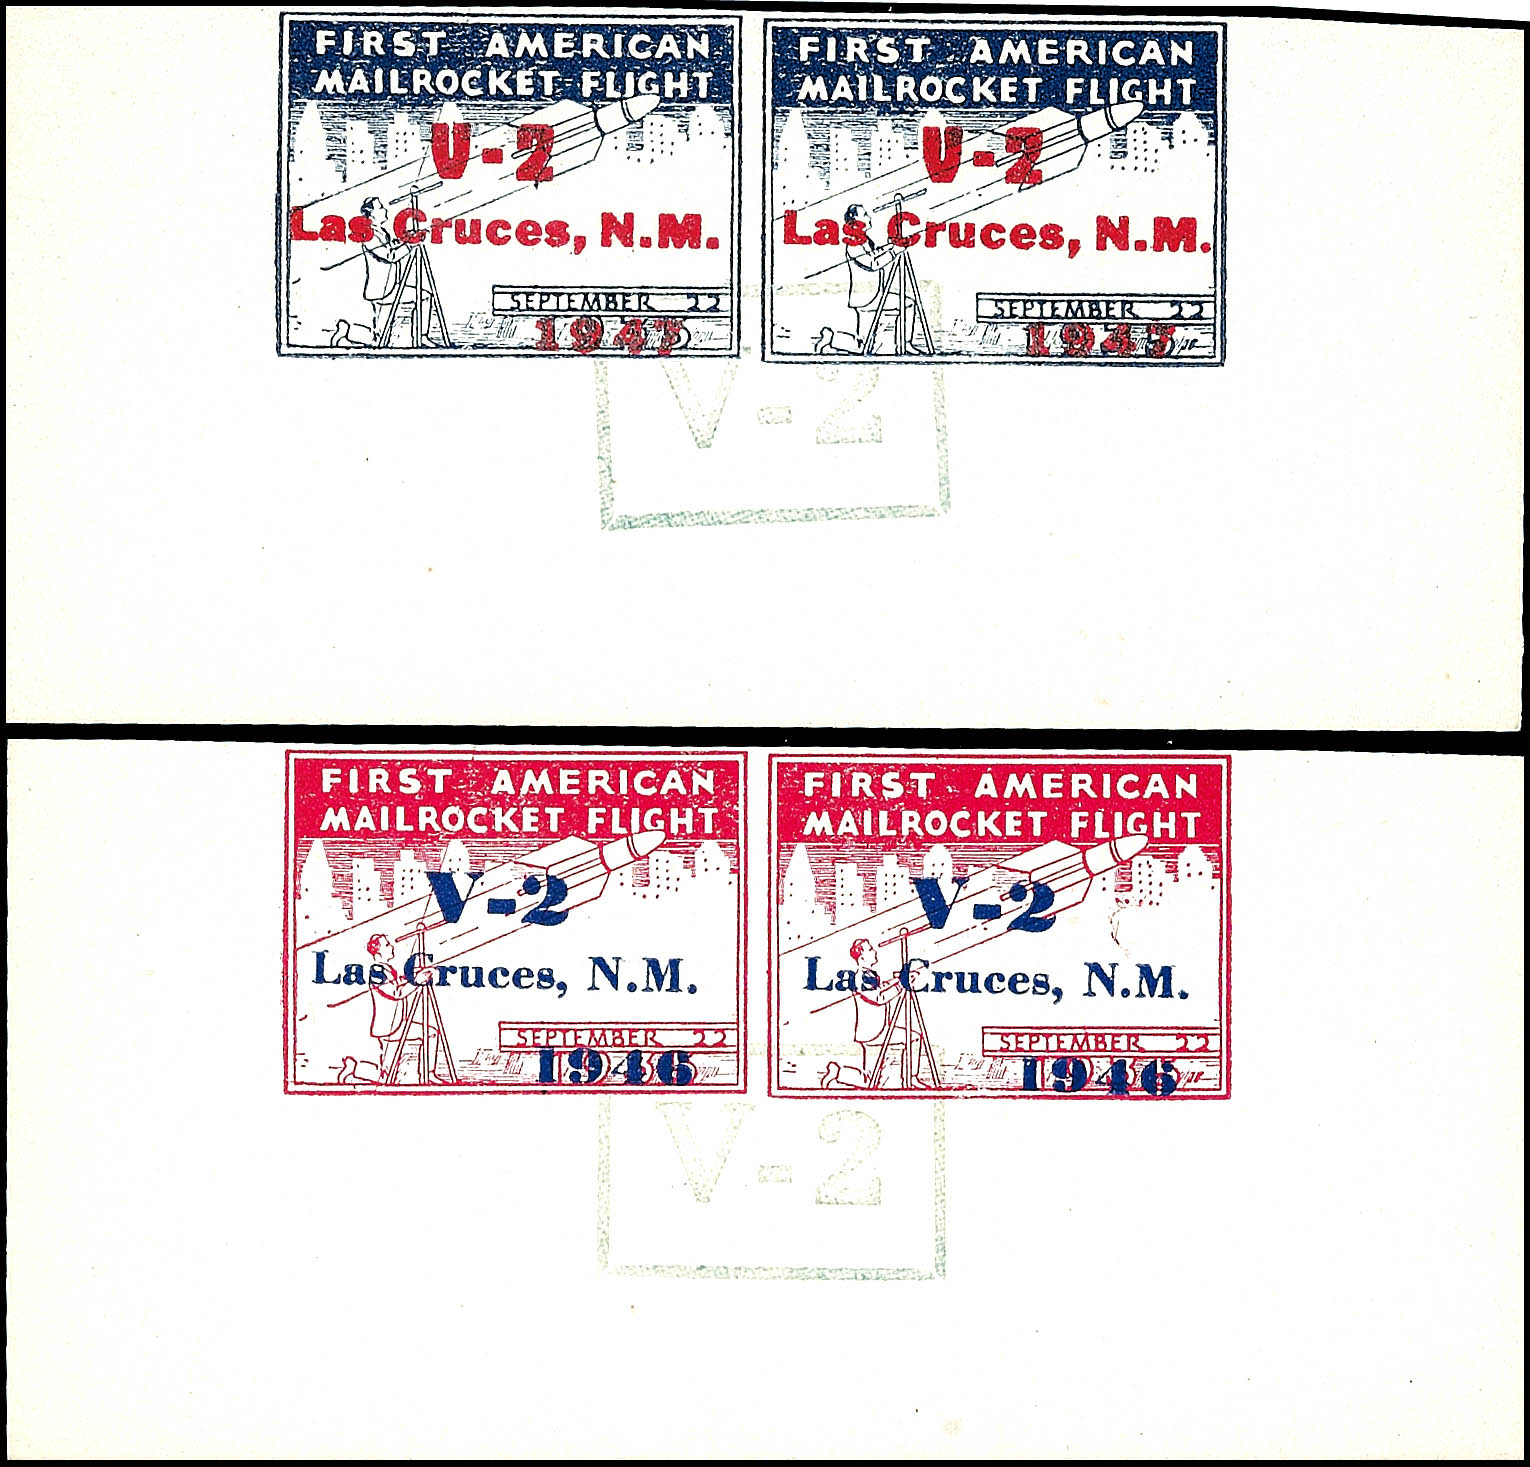 FIRST AMERICAN
MAILROCKET FLIGHT
V-2
Las Cruces, N.M.
SEPTEMBER 22
1947
FIRST AMERICAN
MAILROCKET FLIGHT
V-2
Las Cruces, N.M.
SEPTEMBER 22
1947
V-2
FIRST AMERICAN
MAILROCKET FLIGHT
V-2
Las Cruces, N.M.
SEPTEMBER 22
1946
FIRST AMERICAN
MAILROCKET FLIGHT
V-2
Las Cruces, N.M.
SEPTEMBER 22
1946
V-2